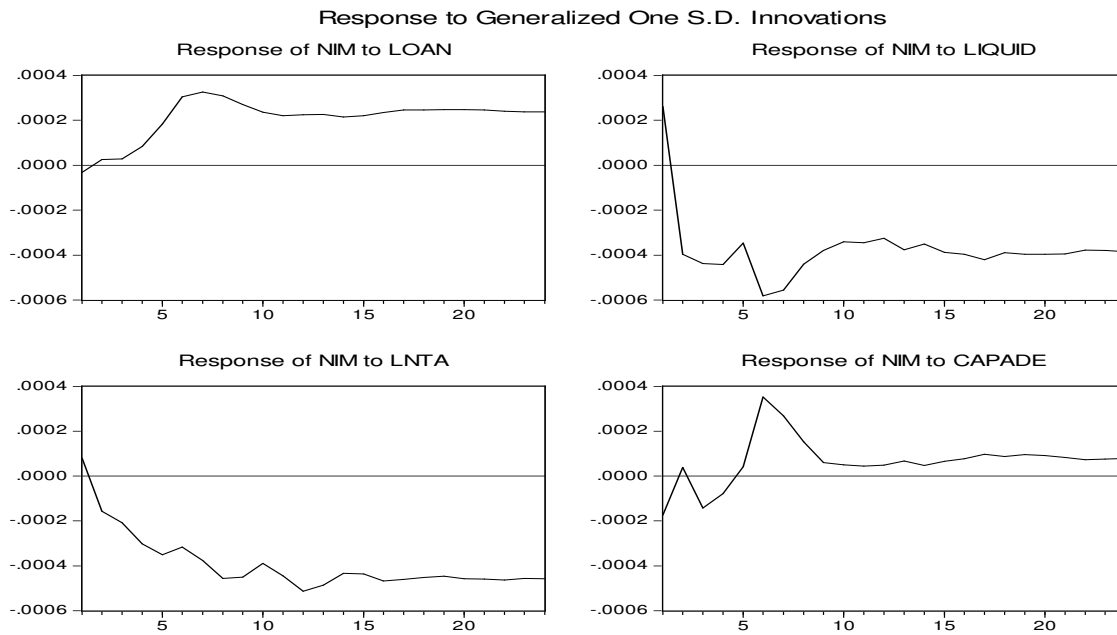 Response to Generalized One S.D. Innovations
Response of NIM to LOAN
.0004
.0002
.0000
-.0002
-.0004
-.0006
5 10 15 20
Response of NIM to LIQUID
.0004
.0002
.0000
-.0002
-.0004
-.0006
5 10 15 20
Response of NIM to LNTA
.0004
.0002
.0000
-.0002
-.0004
-.0006
5 10 15 20
Response of NIM to CAPADE
.0004
.0002
.0000
-.0002
-.0004
-.0006
5 10 15 20